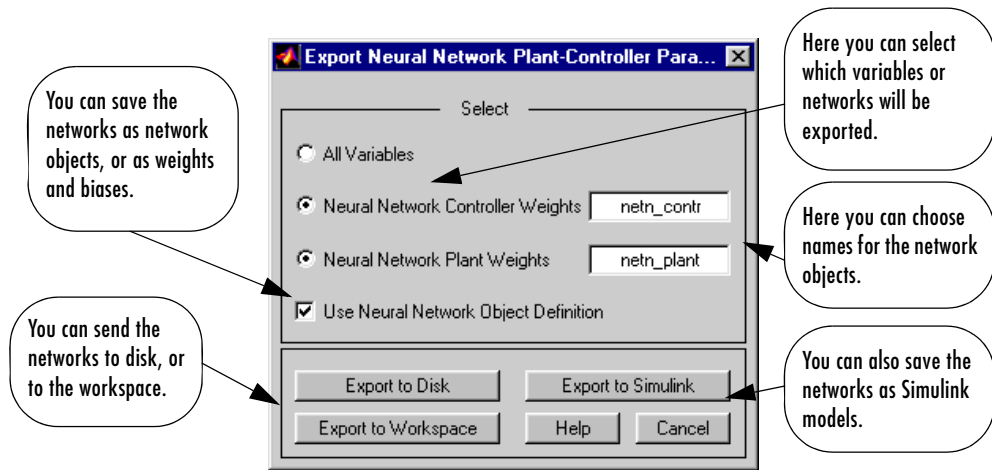 Export Neural Network Plant-Controller Para...
Select
All Variables
Neural Network Controller Weights
netn_contr
Neural Network Plant Weights
netn_plant
Use Neural Network Object Definition
Export to Disk
Export to Simulink
Export to Workspace
Help
Cancel
You can save the
networks as network
objects, or as weights
and biases.
You can send the
networks to disk, or
to the workspace.
Here you can select
which variables or
networks will be
exported.
Here you can choose
names for the network
objects.
You can also save the
networks as Simulink
models.